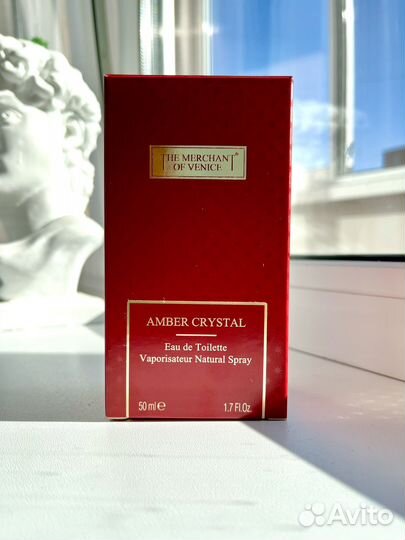 THE MERCHANT®
OF VENICE
AMBER CRYSTAL
Eau de Toilette
Vaporisateur Natural Spray
50 ml ℮ 1.7 Fl.Oz.
Avito